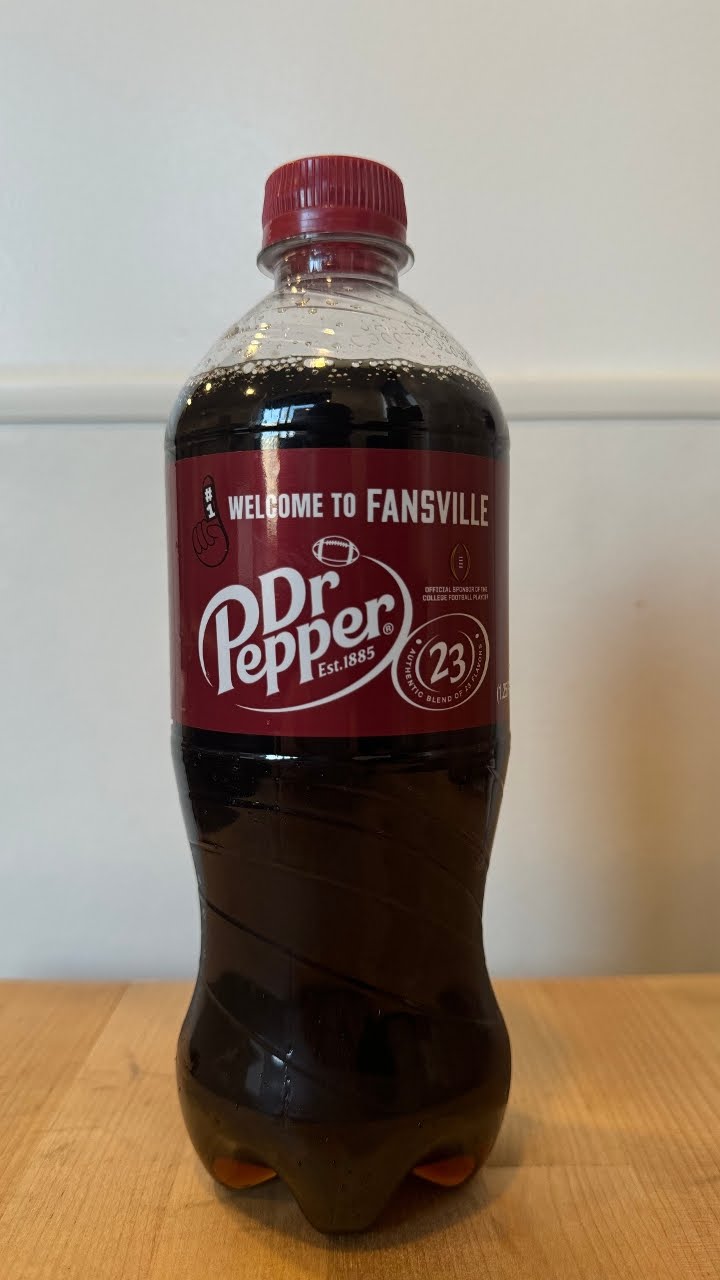 #1
WELCOME TO FANSVILLE
Dr
Pepper®
Est.1885
OFFICIAL SPONSOR OF THE
COLLEGE FOOTBALL PLAYOFF
23
AUTHENTIC BLEND OF 23 FLAVORS